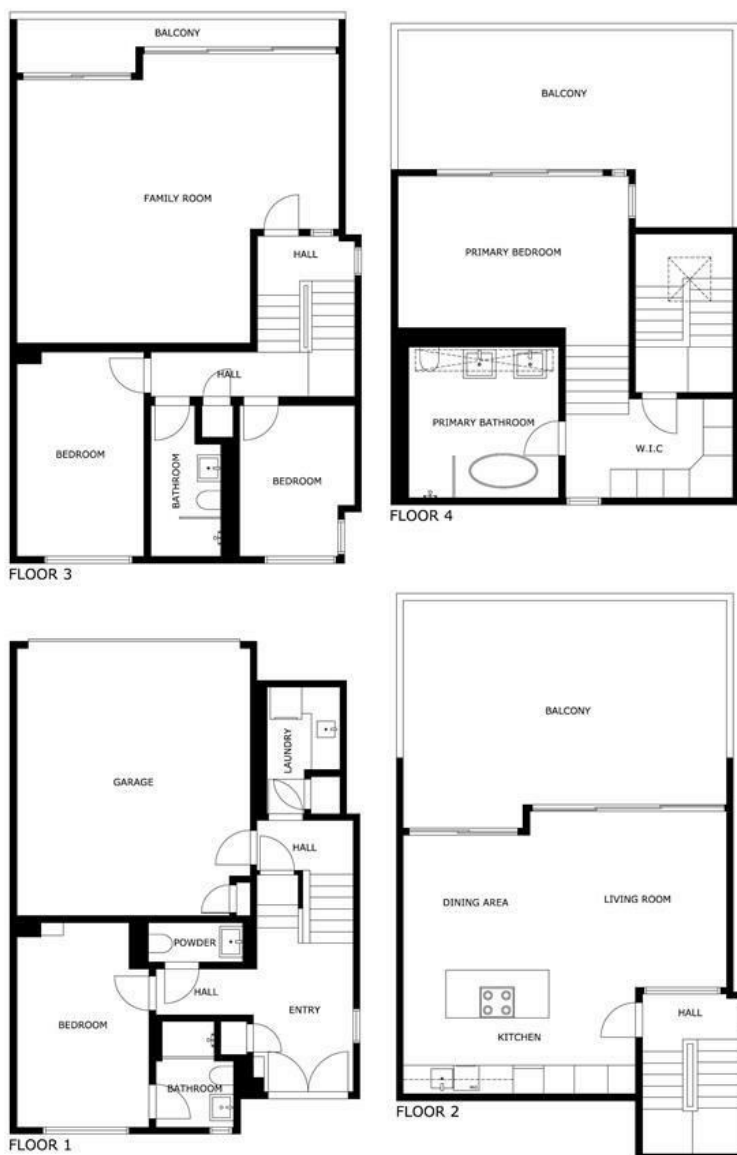 BALCONY
FAMILY ROOM
HALL
HALL
BEDROOM
BATHROOM
BEDROOM
FLOOR 3
BALCONY
PRIMARY BEDROOM
PRIMARY BATHROOM
W.I.C
FLOOR 4
GARAGE
LAUNDRY
HALL
POWDER
HALL
ENTRY
BEDROOM
BATHROOM
FLOOR 1
BALCONY
DINING AREA
LIVING ROOM
KITCHEN
HALL
FLOOR 2